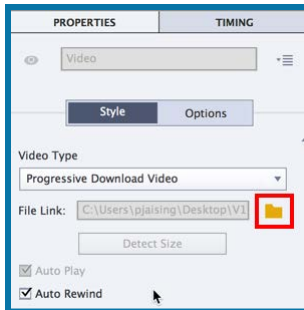 PROPERTIES TIMING
Video
Style Options
Video Type
Progressive Download Video
File Link: C:\Users\pjaising\Desktop\V1
Detect Size
Auto Play
Auto Rewind